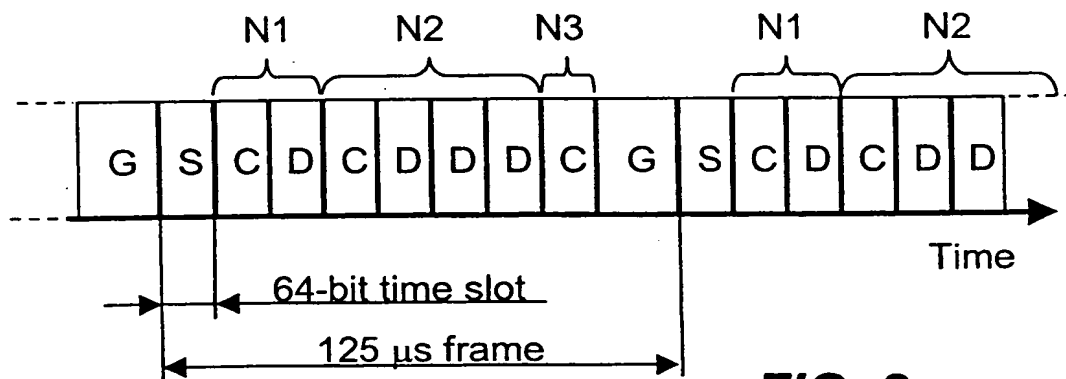 N1 N2 N3 N1 N2
G S C D C D D D C G S C D C D D
Time
64-bit time slot
125 µs frame